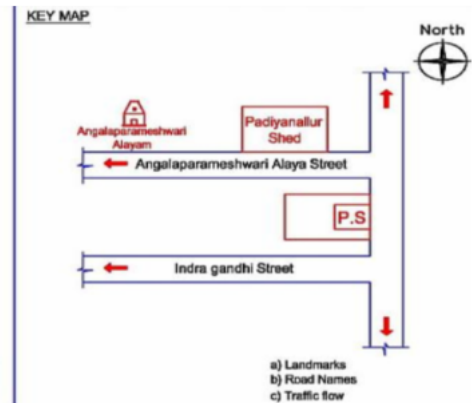 KEY MAP
North
Angalaparameshwari
Alayam
Padiyanallur
Shed
Angalaparameshwari Alaya Street
P.S
Indra gandhi Street
a) Landmarks
b) Road Names
c) Traffic flow